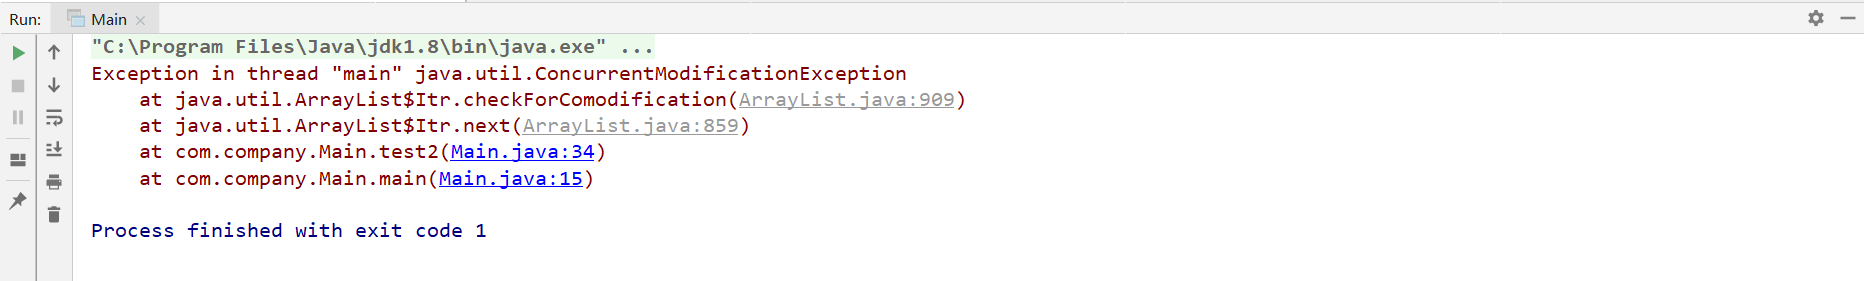 Run: Main
"C:\Program Files\Java\jdk1.8\bin\java.exe" ...
Exception in thread "main" java.util.ConcurrentModificationException
    at java.util.ArrayList$Itr.checkForComodification(ArrayList.java:909)
    at java.util.ArrayList$Itr.next(ArrayList.java:859)
    at com.company.Main.test2(Main.java:34)
    at com.company.Main.main(Main.java:15)
Process finished with exit code 1